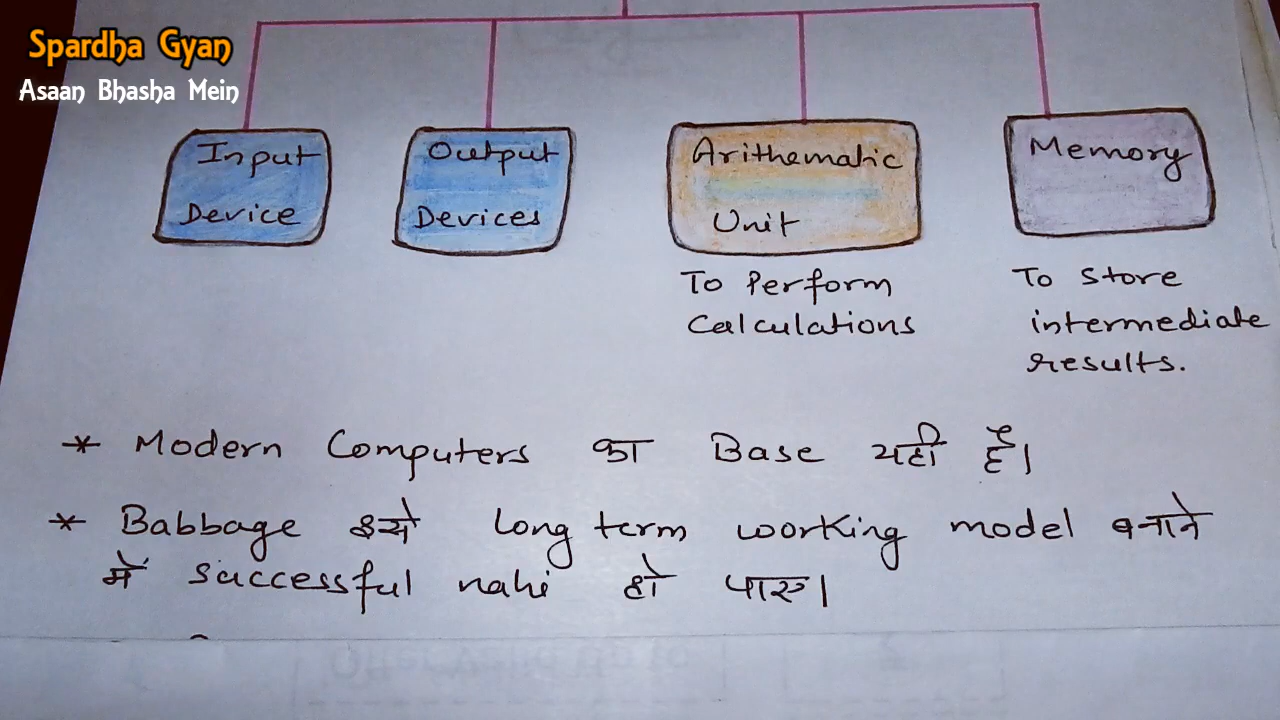 Spardha Gyan
Asaan Bhasha Mein
Input
Device
Output
Devices
Arithematic
Unit
Memory
To Perform
Calculations
To Store
intermediate
results.
* Modern Computers का Base यही है।
* Babbage इसे long term working model बनाने
में successful nahi हो पाए।